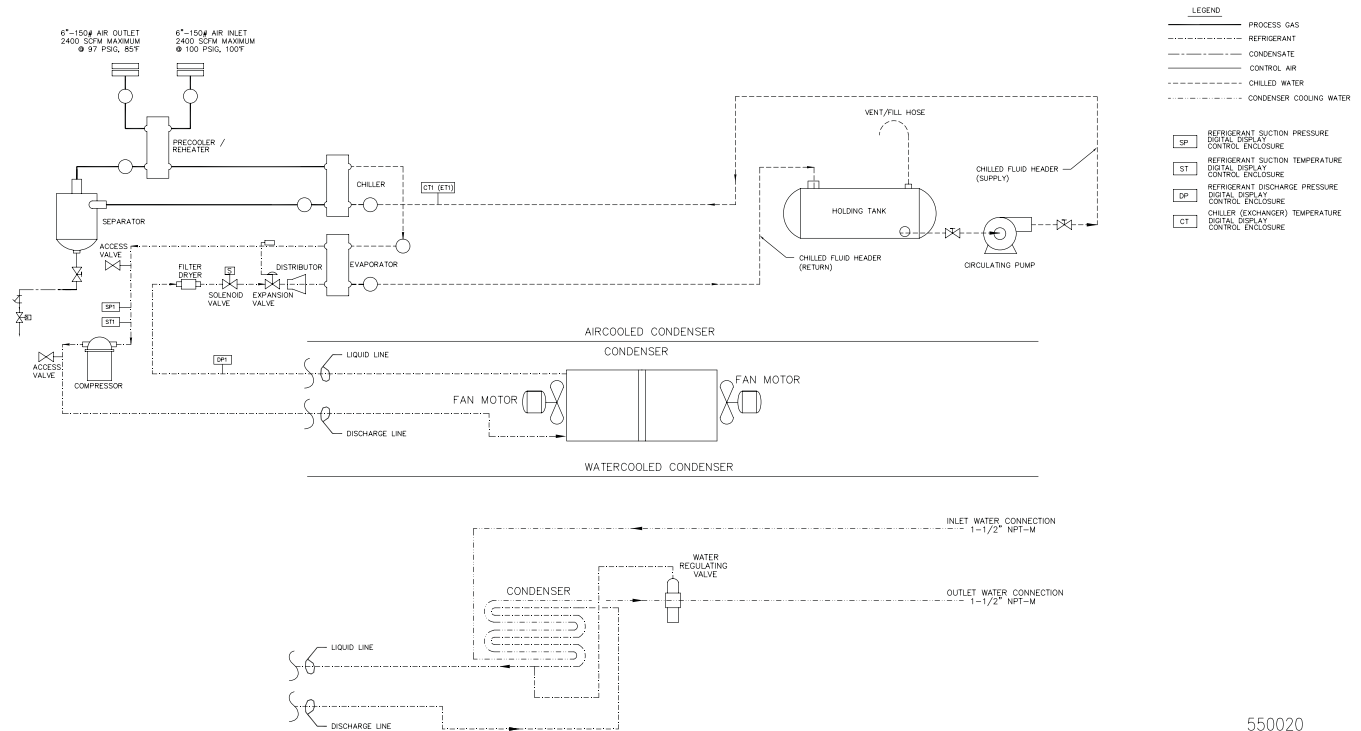 LEGEND
PROCESS GAS
REFRIGERANT
CONDENSATE
CONTROL AIR
CHILLED WATER
CONDENSER COOLING WATER
SP
REFRIGERANT SUCTION PRESSURE
DIGITAL DISPLAY
CONTROL ENCLOSURE
ST
REFRIGERANT SUCTION TEMPERATURE
DIGITAL DISPLAY
CONTROL ENCLOSURE
DP
REFRIGERANT DISCHARGE PRESSURE
DIGITAL DISPLAY
CONTROL ENCLOSURE
CT
CHILLER (EXCHANGER) TEMPERATURE
DIGITAL DISPLAY
CONTROL ENCLOSURE
6"-150# AIR OUTLET
2400 SCFM MAXIMUM
@ 97 PSIG, 85°F
6"-150# AIR INLET
2400 SCFM MAXIMUM
@ 100 PSIG, 100°F
PRECOOLER /
REHEATER
CHILLER
CT1 (ET1)
SEPARATOR
VENT/FILL HOSE
HOLDING TANK
CHILLED FLUID HEADER
(SUPPLY)
CHILLED FLUID HEADER
(RETURN)
CIRCULATING PUMP
ACCESS
VALVE
FILTER
DRYER
S
SOLENOID
VALVE
EXPANSION
VALVE
DISTRIBUTOR
EVAPORATOR
SP1
ST1
ACCESS
VALVE
COMPRESSOR
DP1
AIRCOOLED CONDENSER
CONDENSER
LIQUID LINE
FAN MOTOR
FAN MOTOR
DISCHARGE LINE
WATERCOOLED CONDENSER
INLET WATER CONNECTION
1-1/2" NPT-M
WATER
REGULATING
VALVE
CONDENSER
OUTLET WATER CONNECTION
1-1/2" NPT-M
LIQUID LINE
DISCHARGE LINE
550020